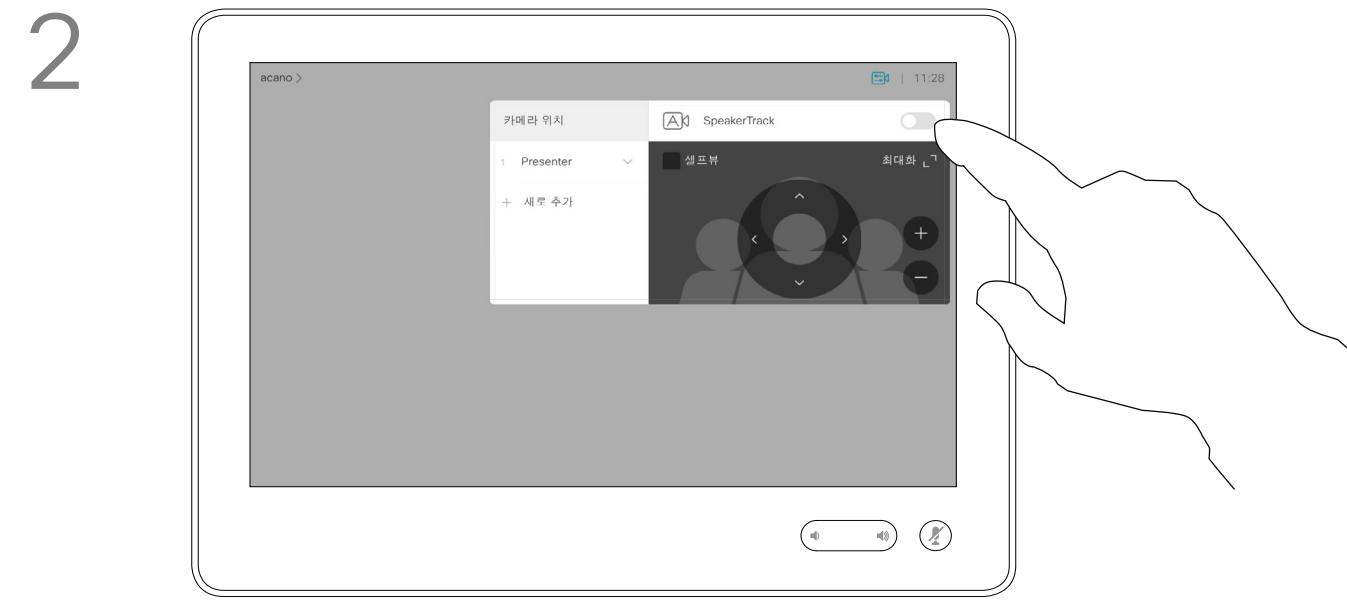 2
acano >
11:28
카메라 위치
SpeakerTrack
1 Presenter
셀프뷰
최대화
+ 새로 추가